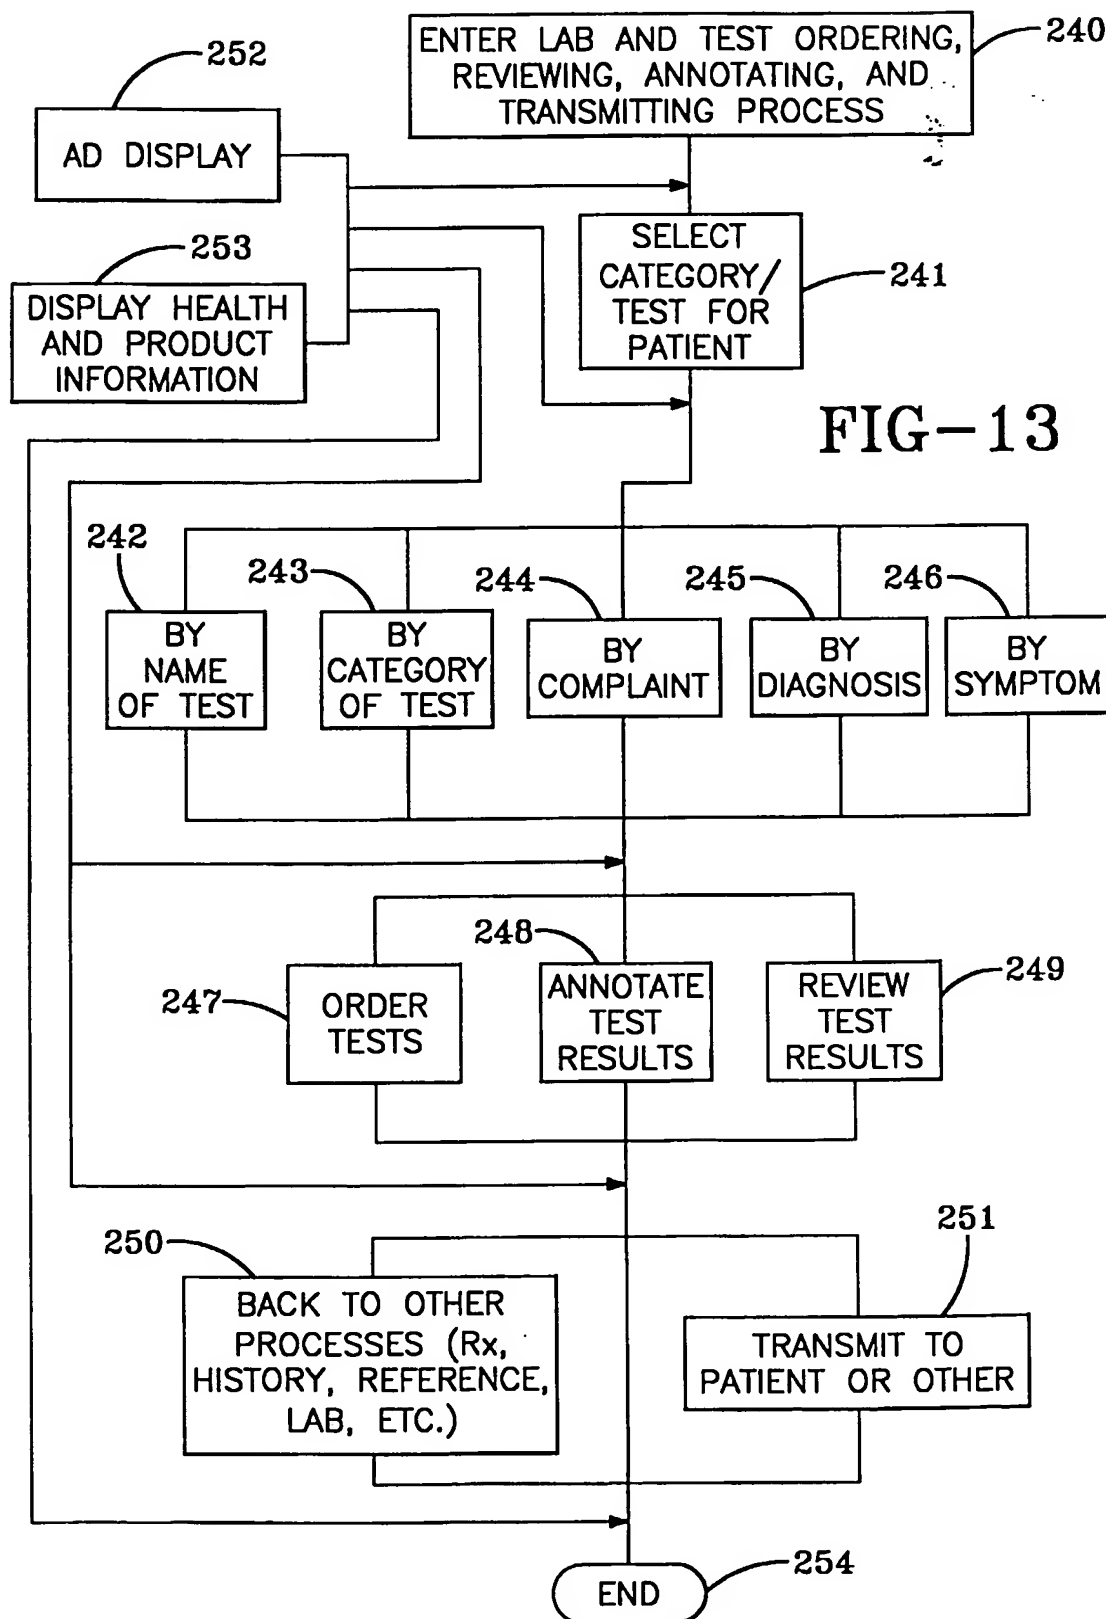 252
240
ENTER LAB AND TEST ORDERING,
REVIEWING, ANNOTATING, AND
TRANSMITTING PROCESS
AD DISPLAY
253
DISPLAY HEALTH
AND PRODUCT
INFORMATION
SELECT
CATEGORY/
TEST FOR
PATIENT
241
FIG-13
242
243
244
245
246
BY
NAME
OF TEST
BY
CATEGORY
OF TEST
BY
COMPLAINT
BY
DIAGNOSIS
BY
SYMPTOM
247
ORDER
TESTS
248
ANNOTATE
TEST
RESULTS
249
REVIEW
TEST
RESULTS
250
BACK TO OTHER
PROCESSES (Rx,
HISTORY, REFERENCE,
LAB, ETC.)
251
TRANSMIT TO
PATIENT OR OTHER
END
254